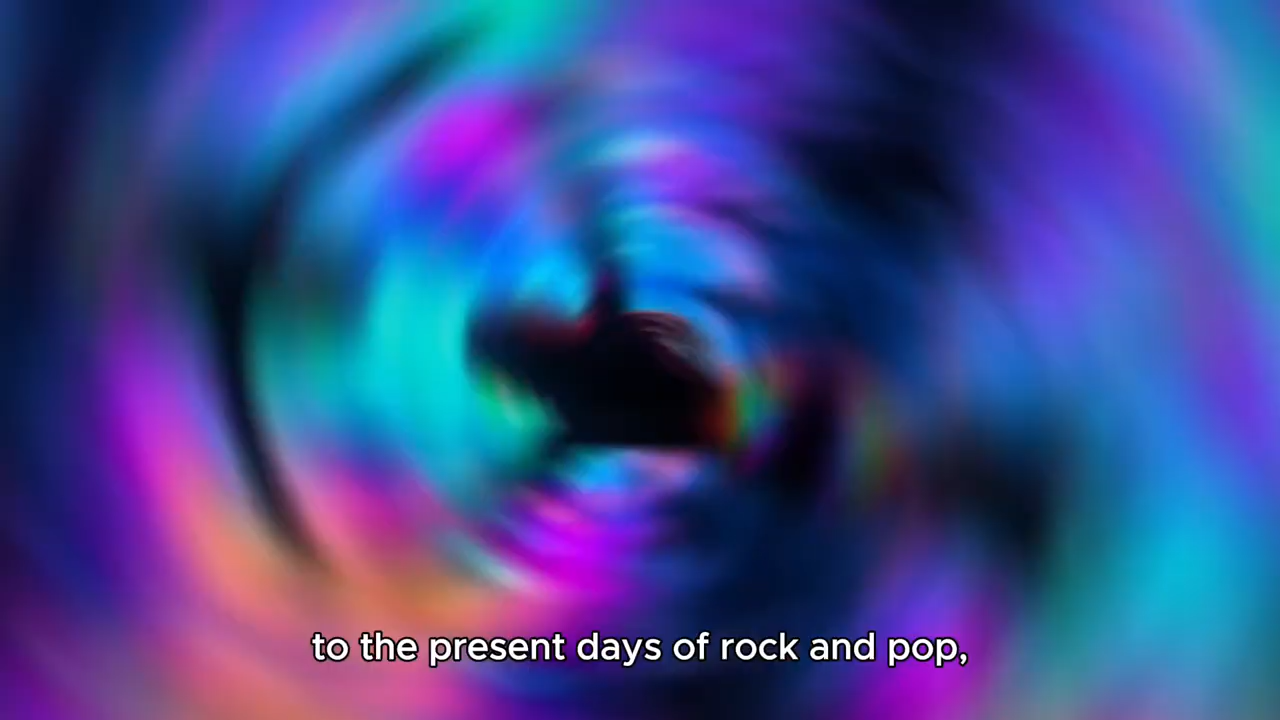 to the present days of rock and pop,